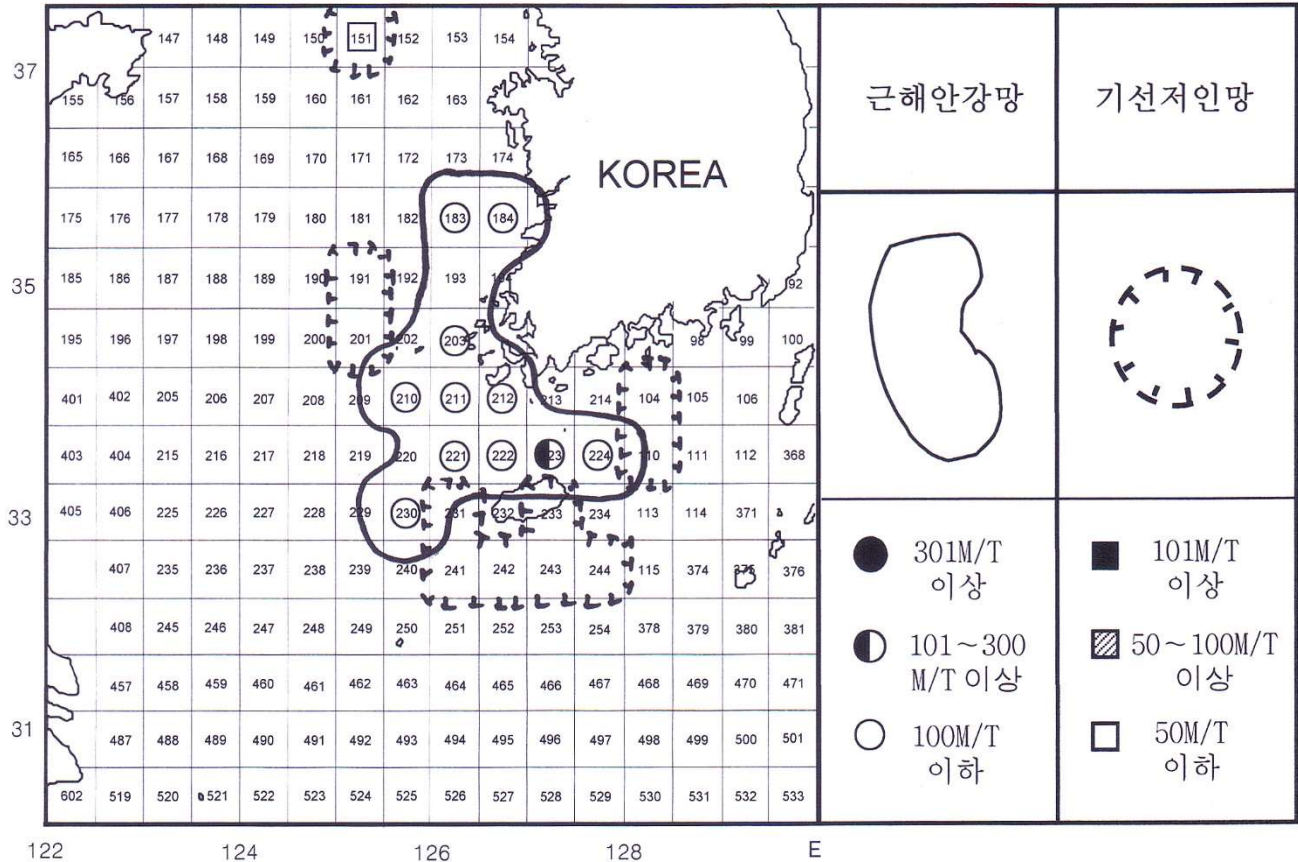 147 148 149 150 151 152 153 154
37
155 156 157 158 159 160 161 162 163
165 166 167 168 169 170 171 172 173 174
KOREA
175 176 177 178 179 180 181 182 183 184
185 186 187 188 189 190 191 192 193 92
35
195 196 197 198 199 200 201 202 203 98 99 100
401 402 205 206 207 208 209 210 211 212 213 214 104 105 106
403 404 215 216 217 218 219 220 221 222 23 224 110 111 112 368
33
405 406 225 226 227 228 229 230 231 232 233 234 113 114 371
407 235 236 237 238 239 240 241 242 243 244 115 374 375 376
408 245 246 247 248 249 250 251 252 253 254 378 379 380 381
457 458 459 460 461 462 463 464 465 466 467 468 469 470 471
31
487 488 489 490 491 492 493 494 495 496 497 498 499 500 501
602 519 520 521 522 523 524 525 526 527 528 529 530 531 532 533
122 124 126 128 E
근해안강망
기선저인망
301M/T
이상
101~300
M/T 이상
100M/T
이하
101M/T
이상
50~100M/T
이상
50M/T
이하